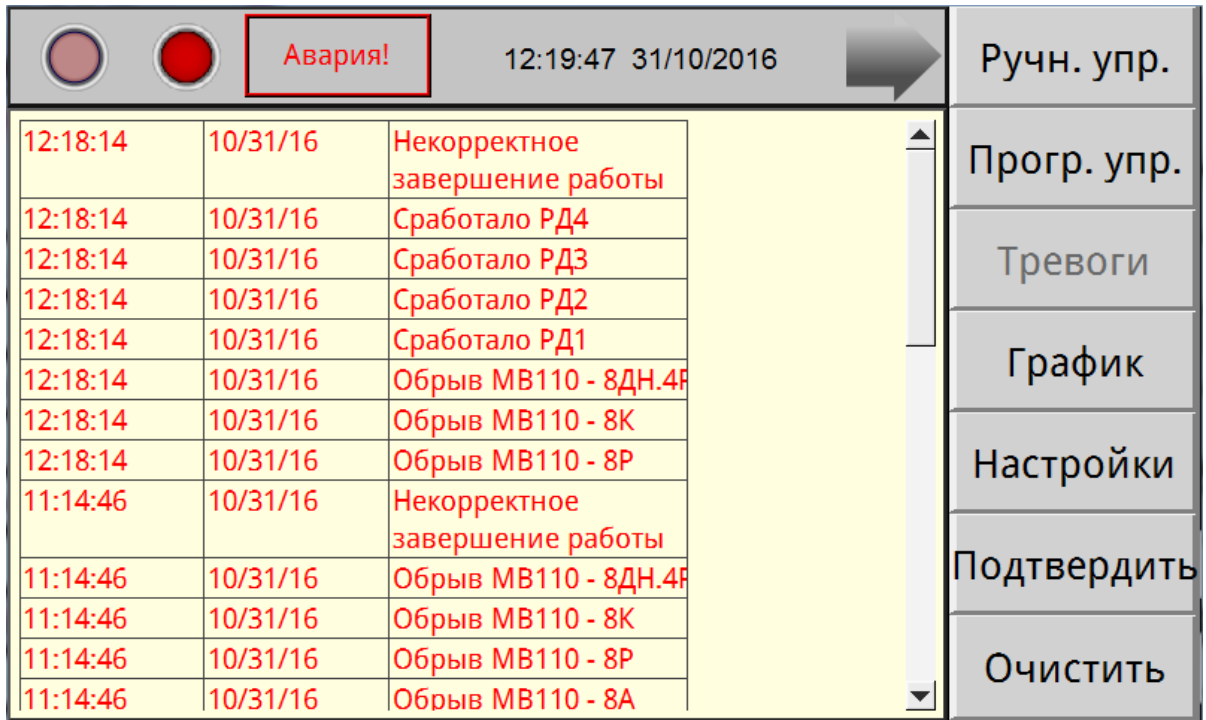 Авария!
12:19:47 31/10/2016
Ручн. упр.
Прогр. упр.
Тревоги
График
Настройки
Подтвердить
Очистить
12:18:14 10/31/16 Некорректное
завершение работы
12:18:14 10/31/16 Сработало РД4
12:18:14 10/31/16 Сработало РД3
12:18:14 10/31/16 Сработало РД2
12:18:14 10/31/16 Сработало РД1
12:18:14 10/31/16 Обрыв МВ110 - 8ДН.4Р
12:18:14 10/31/16 Обрыв МВ110 - 8К
12:18:14 10/31/16 Обрыв МВ110 - 8Р
11:14:46 10/31/16 Некорректное
завершение работы
11:14:46 10/31/16 Обрыв МВ110 - 8ДН.4Р
11:14:46 10/31/16 Обрыв МВ110 - 8К
11:14:46 10/31/16 Обрыв МВ110 - 8Р
11:14:46 10/31/16 Обрыв МВ110 - 8А